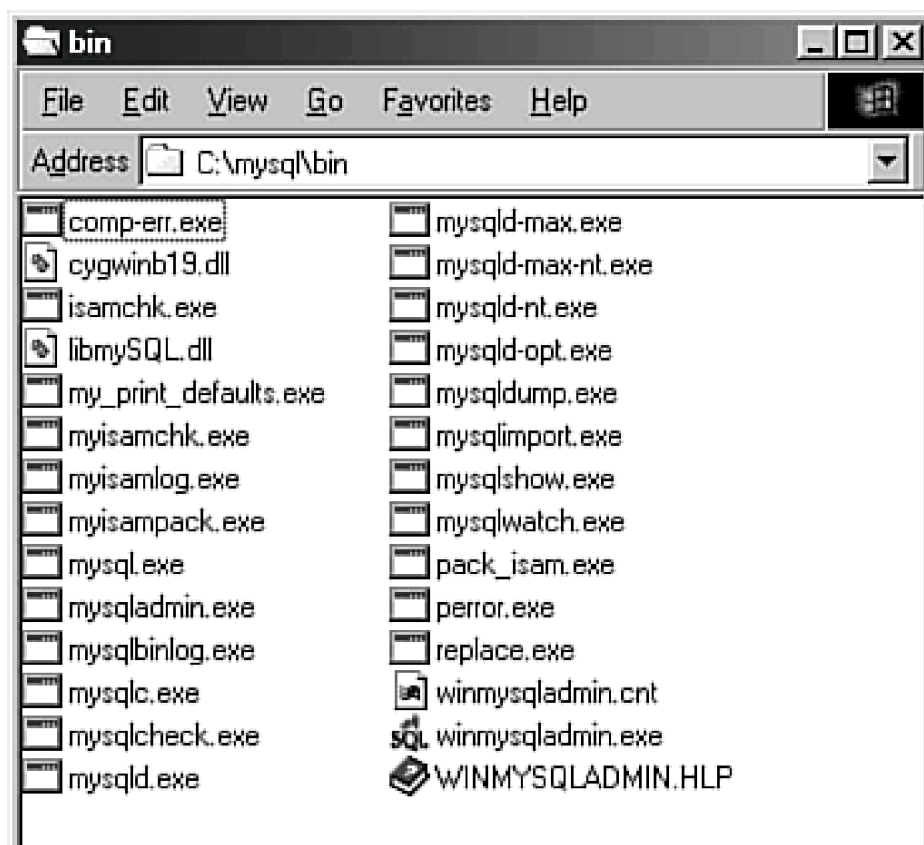 bin
File Edit View Go Favorites Help
Address C:\mysql\bin
comp-err.exe
cygwinb19.dll
isamchk.exe
libmySQL.dll
my_print_defaults.exe
myisamchk.exe
myisamlog.exe
myisampack.exe
mysql.exe
mysqladmin.exe
mysqlbinlog.exe
mysqlc.exe
mysqlcheck.exe
mysqld.exe
mysqld-max.exe
mysqld-max-nt.exe
mysqld-nt.exe
mysqld-opt.exe
mysqldump.exe
mysqlimport.exe
mysqlshow.exe
mysqlwatch.exe
pack_isam.exe
perror.exe
replace.exe
winmysqladmin.cnt
SQL winmysqladmin.exe
WINMYSQLADMIN.HLP